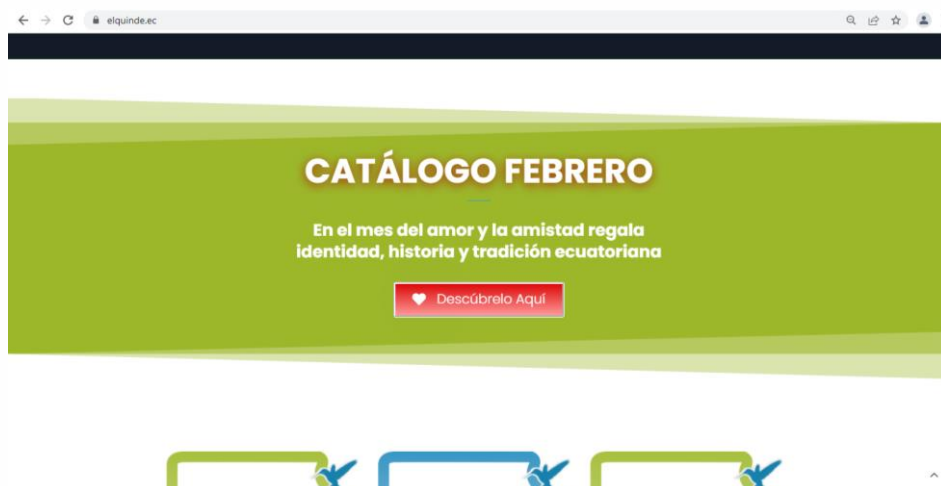 elquinde.ec
CATÁLOGO FEBRERO
En el mes del amor y la amistad regala
identidad, historia y tradición ecuatoriana
Descúbrelo Aquí